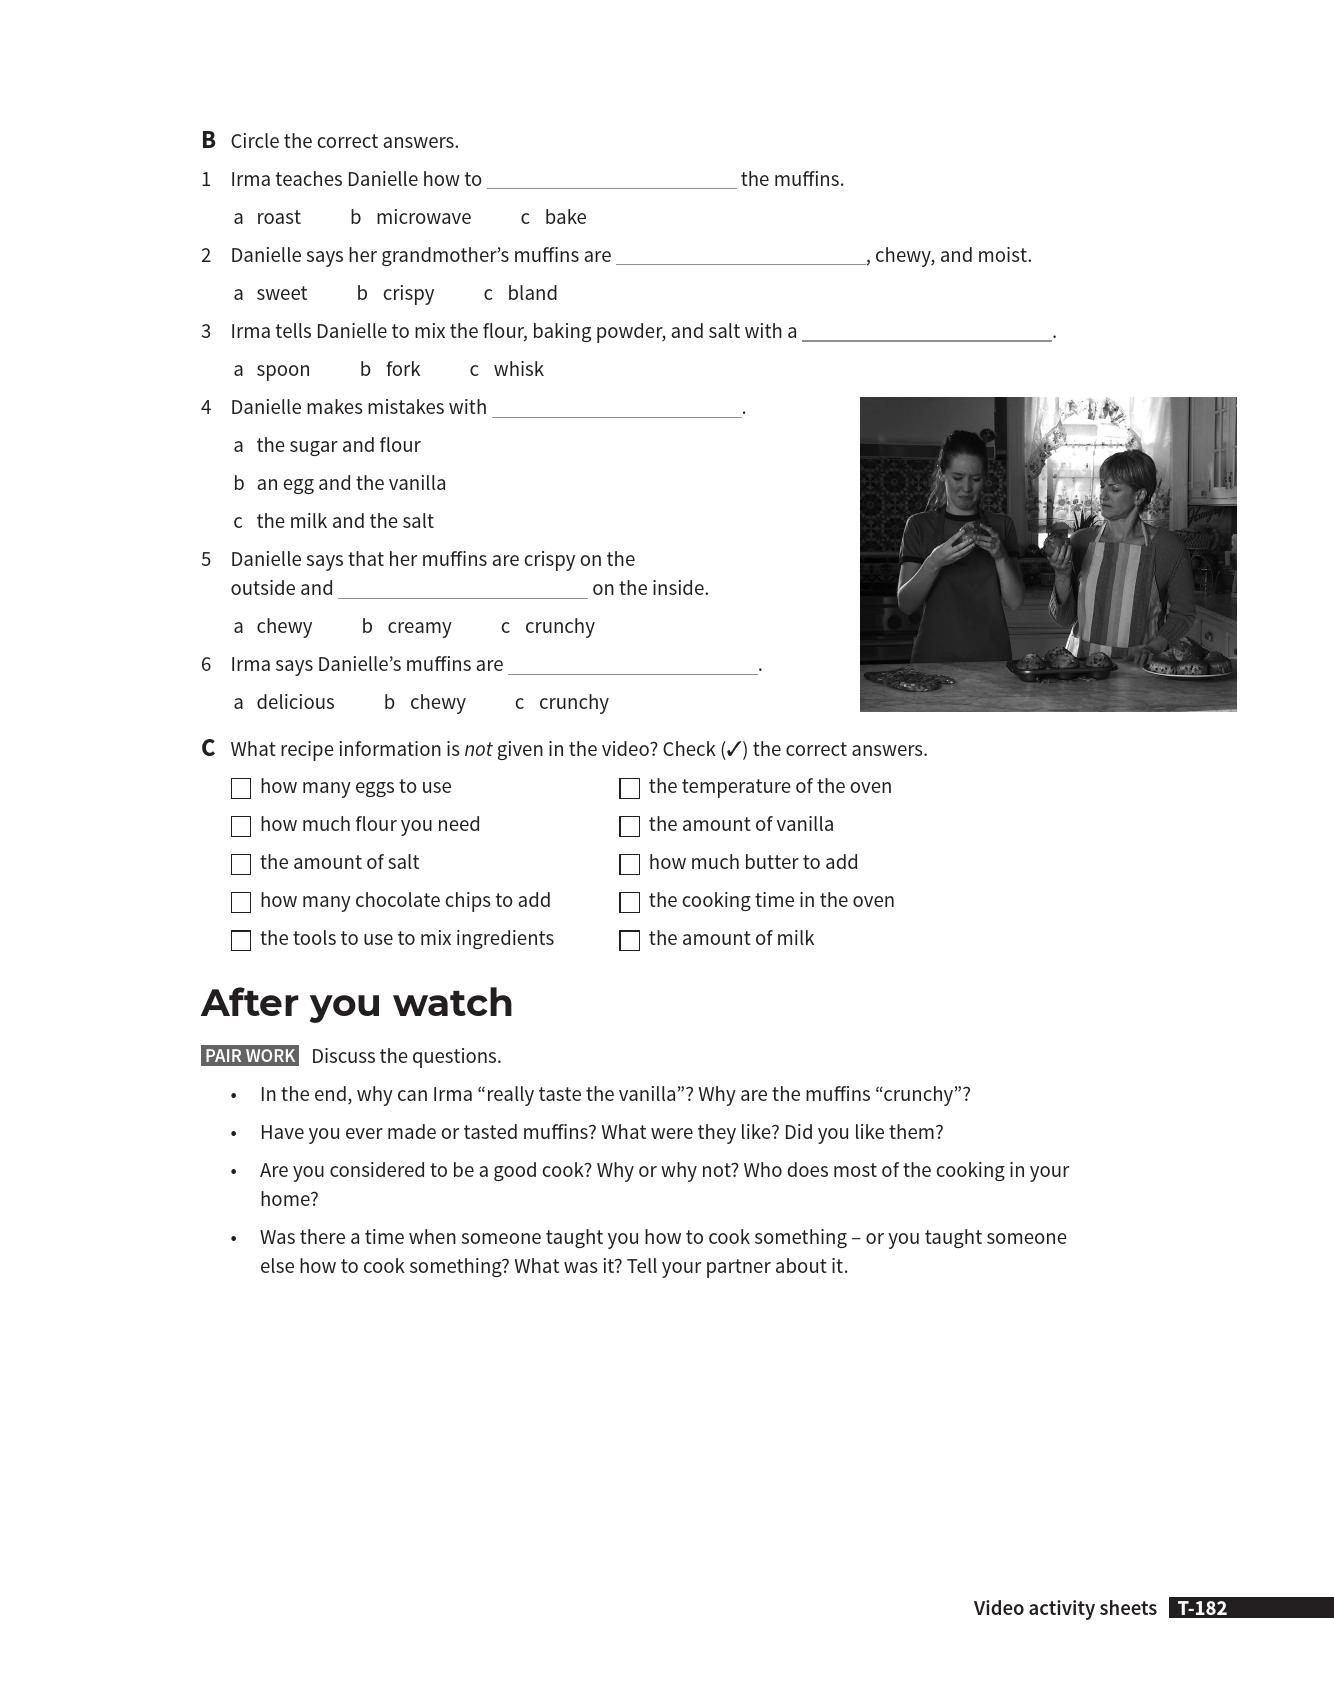 B Circle the correct answers.
1 Irma teaches Danielle how to ____ the muffins.
a roast b microwave c bake
2 Danielle says her grandmother’s muffins are ____, chewy, and moist.
a sweet b crispy c bland
3 Irma tells Danielle to mix the flour, baking powder, and salt with a ____.
a spoon b fork c whisk
4 Danielle makes mistakes with ____.
a the sugar and flour
b an egg and the vanilla
c the milk and the salt
5 Danielle says that her muffins are crispy on the
outside and ____ on the inside.
a chewy b creamy c crunchy
6 Irma says Danielle’s muffins are ____.
a delicious b chewy c crunchy
C What recipe information is not given in the video? Check (✓) the correct answers.
how many eggs to use
how much flour you need
the amount of salt
how many chocolate chips to add
the tools to use to mix ingredients
the temperature of the oven
the amount of vanilla
how much butter to add
the cooking time in the oven
the amount of milk
After you watch
PAIR WORK Discuss the questions.
• In the end, why can Irma “really taste the vanilla”? Why are the muffins “crunchy”?
• Have you ever made or tasted muffins? What were they like? Did you like them?
• Are you considered to be a good cook? Why or why not? Who does most of the cooking in your
home?
• Was there a time when someone taught you how to cook something – or you taught someone
else how to cook something? What was it? Tell your partner about it.
Video activity sheets T-182